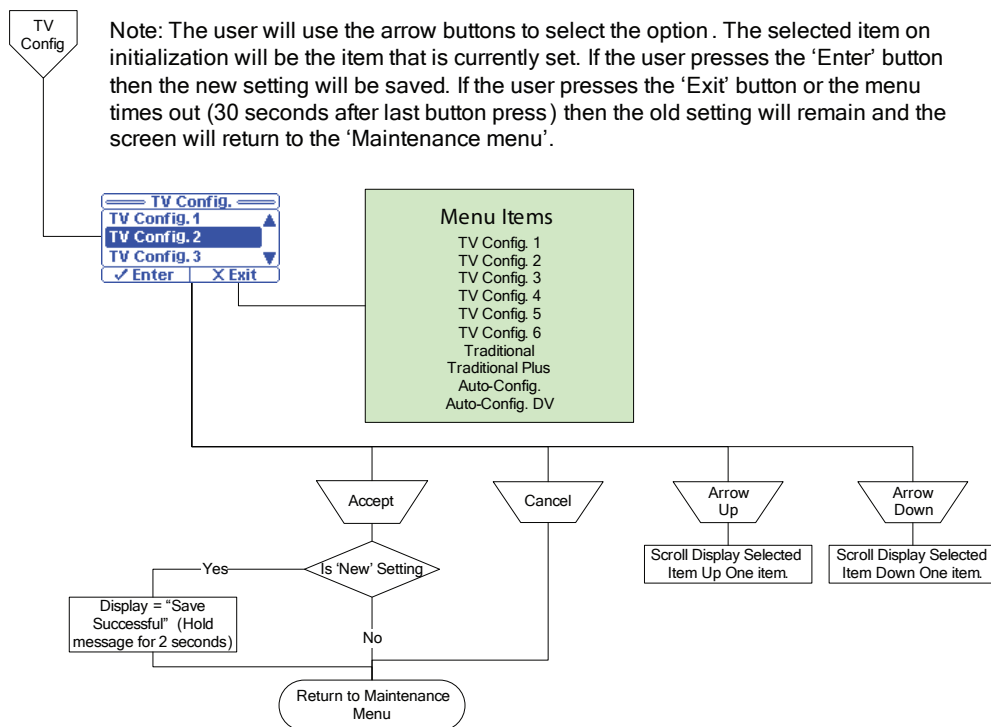 TV
Config
Note: The user will use the arrow buttons to select the option. The selected item on
initialization will be the item that is currently set. If the user presses the ‘Enter’ button
then the new setting will be saved. If the user presses the ‘Exit’ button or the menu
times out (30 seconds after last button press) then the old setting will remain and the
screen will return to the ‘Maintenance menu’.
TV Config.
TV Config. 1
TV Config. 2
TV Config. 3
✓ Enter
X Exit
Menu Items
TV Config. 1
TV Config. 2
TV Config. 3
TV Config. 4
TV Config. 5
TV Config. 6
Traditional
Traditional Plus
Auto-Config.
Auto-Config. DV
Accept
Cancel
Arrow
Up
Arrow
Down
Is ‘New’ Setting
Scroll Display Selected
Item Up One item.
Scroll Display Selected
Item Down One item.
Yes
Display = “Save
Successful” (Hold
message for 2 seconds)
No
Return to Maintenance
Menu